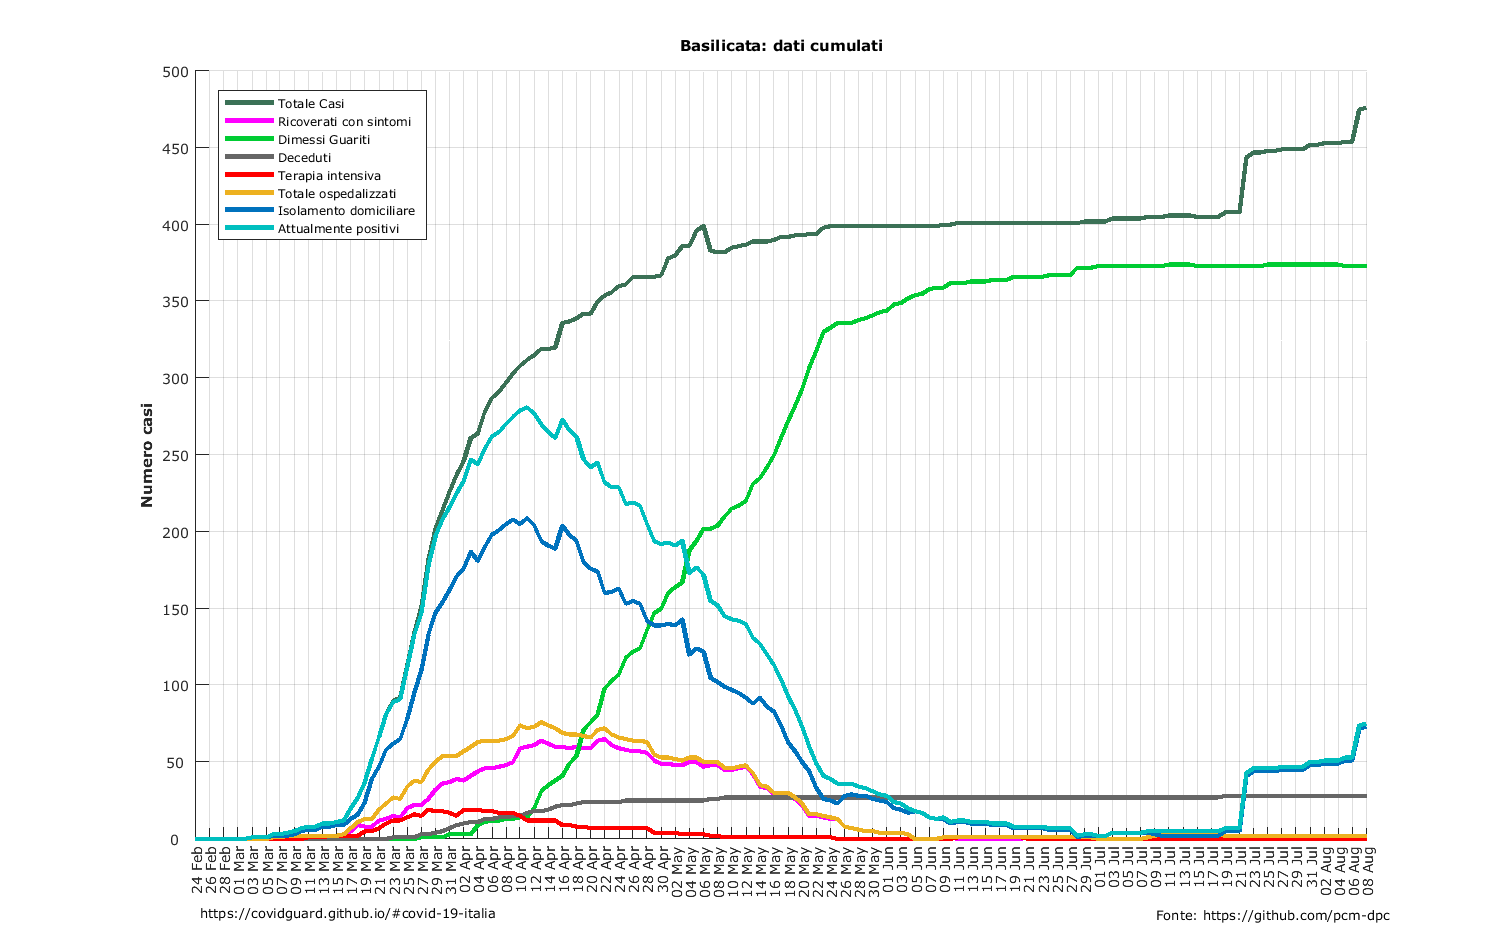 Basilicata: dati cumulati
500
450
400
350
300
250
200
150
100
50
0
Numero casi
Totale Casi
Ricoverati con sintomi
Dimessi Guariti
Deceduti
Terapia intensiva
Totale ospedalizzati
Isolamento domiciliare
Attualmente positivi
24 Feb
26 Feb
28 Feb
01 Mar
03 Mar
05 Mar
07 Mar
09 Mar
11 Mar
13 Mar
15 Mar
17 Mar
19 Mar
21 Mar
23 Mar
25 Mar
27 Mar
29 Mar
31 Mar
02 Apr
04 Apr
06 Apr
08 Apr
10 Apr
12 Apr
14 Apr
16 Apr
18 Apr
20 Apr
22 Apr
24 Apr
26 Apr
28 Apr
30 Apr
02 May
04 May
06 May
08 May
10 May
12 May
14 May
16 May
18 May
20 May
22 May
24 May
26 May
28 May
30 May
01 Jun
03 Jun
05 Jun
07 Jun
09 Jun
11 Jun
13 Jun
15 Jun
17 Jun
19 Jun
21 Jun
23 Jun
25 Jun
27 Jun
29 Jun
01 Jul
03 Jul
05 Jul
07 Jul
09 Jul
11 Jul
13 Jul
15 Jul
17 Jul
19 Jul
21 Jul
23 Jul
25 Jul
27 Jul
29 Jul
31 Jul
02 Aug
04 Aug
06 Aug
08 Aug
https://covidguard.github.io/#covid-19-italia
Fonte: https://github.com/pcm-dpc